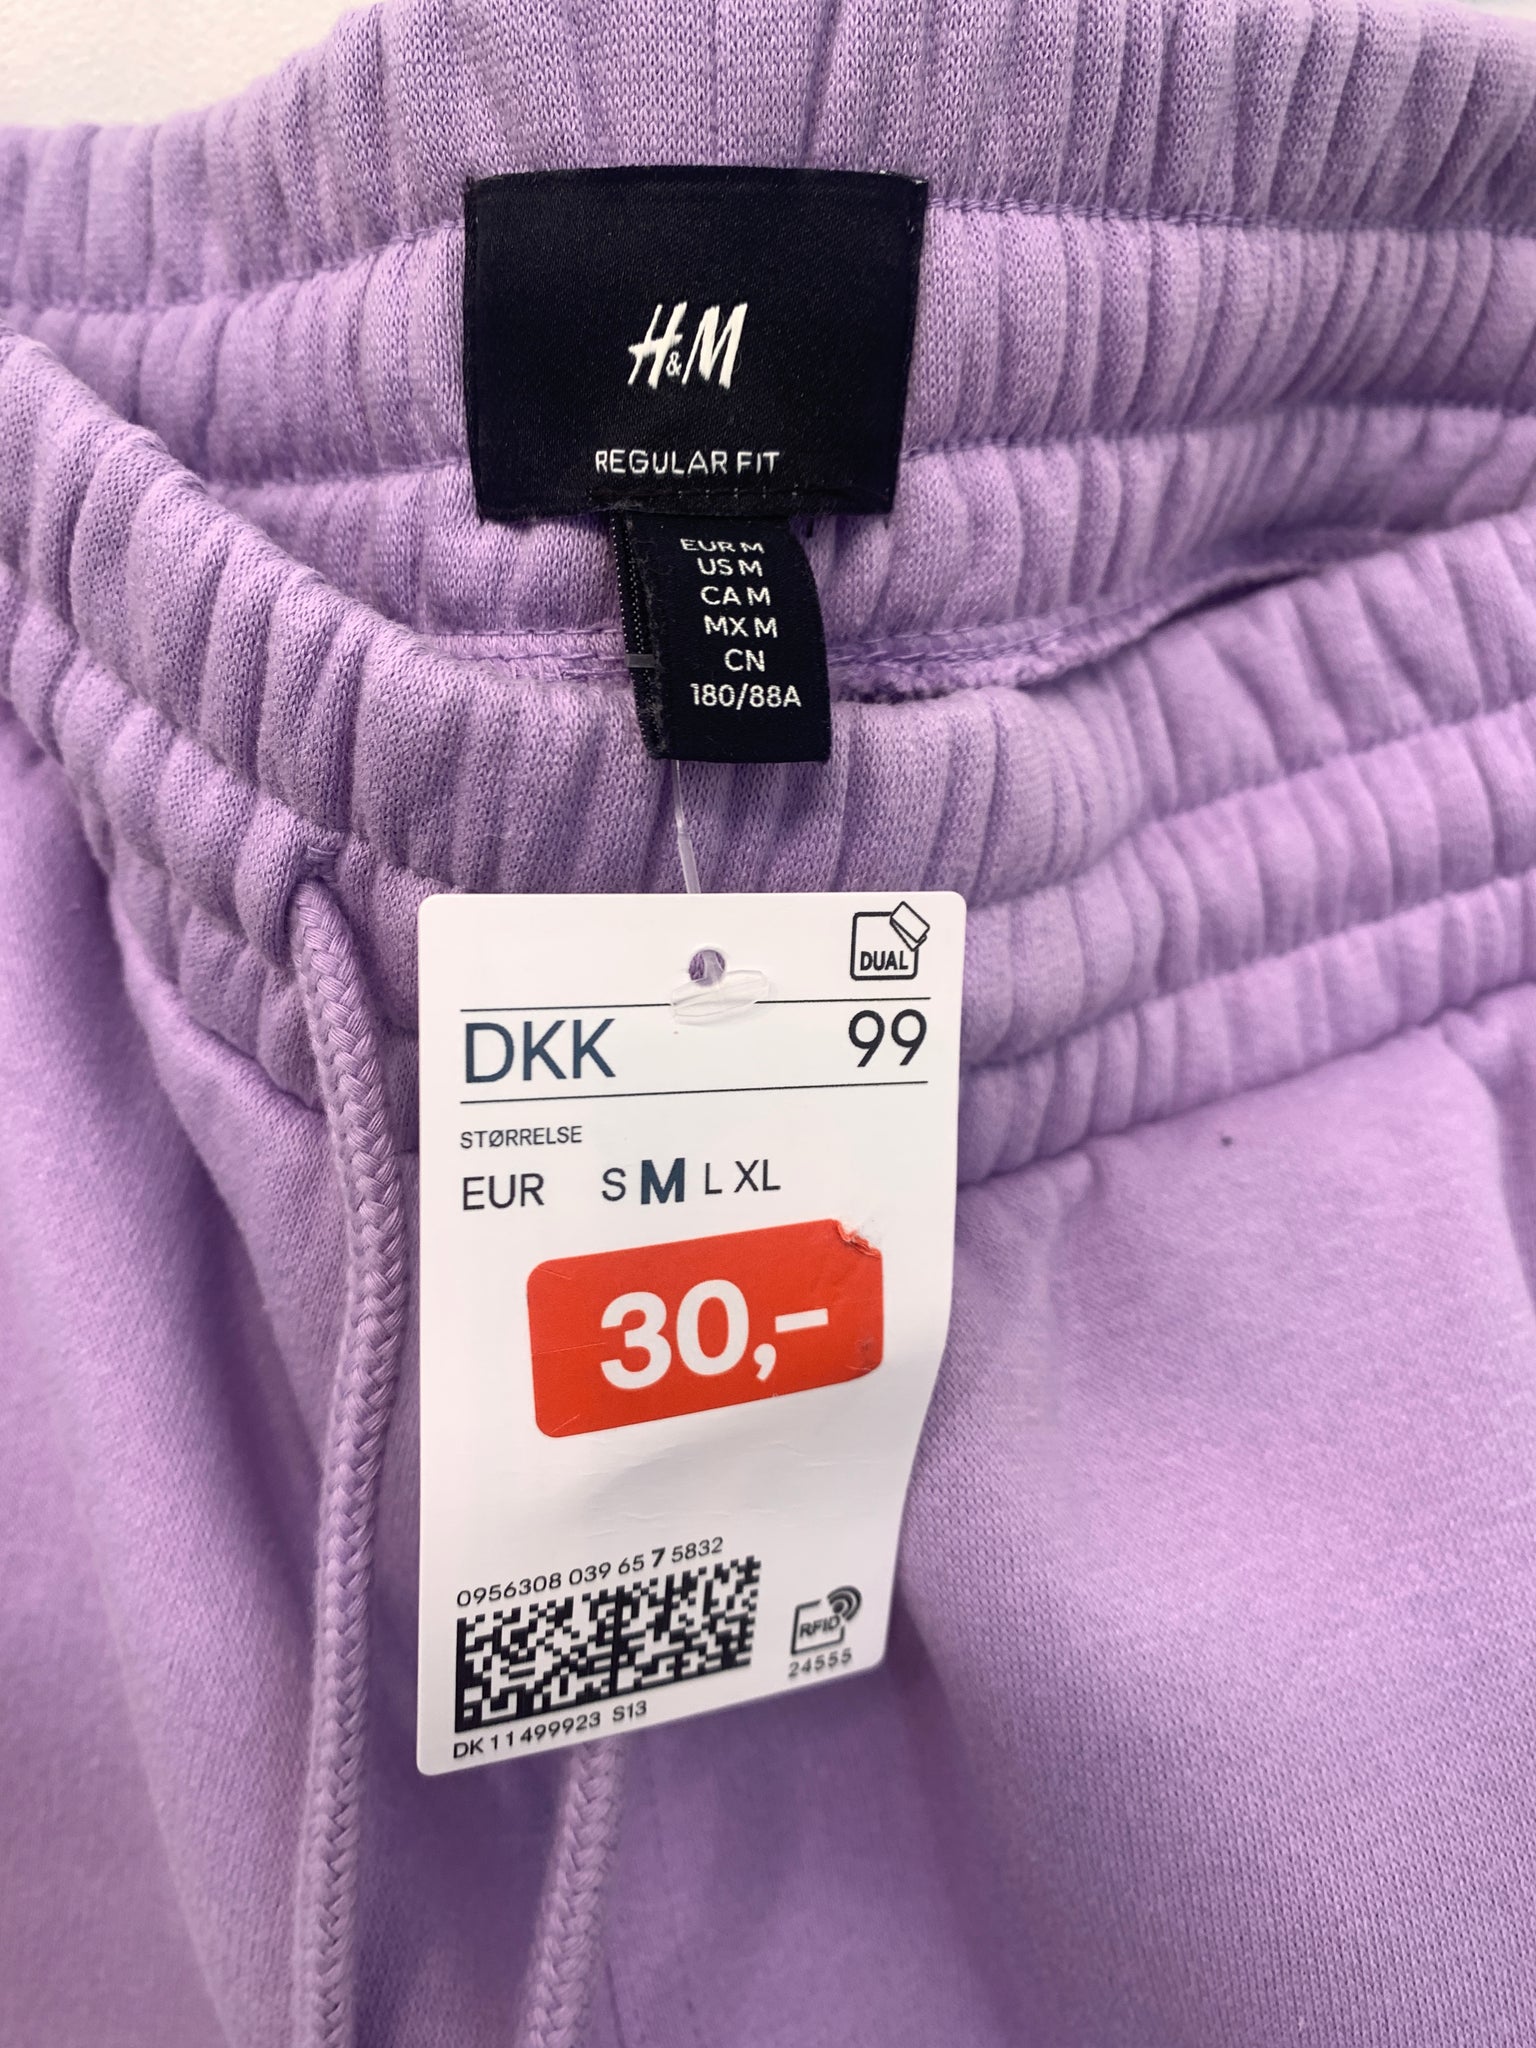 H&M
REGULAR FIT
EUR M
US M
CA M
MX M
CN
180/88A
DUAL
DKK 99
STØRRELSE
EUR S M L XL
30,-
0956308 039 65 7 5832
RFID
24555
DK 11499923 S13